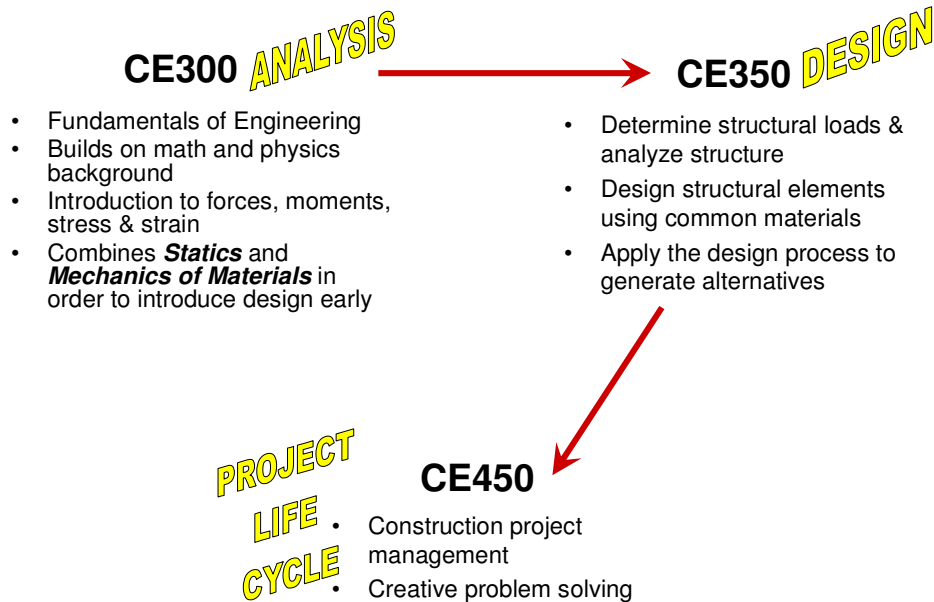 CE300 ANALYSIS
• Fundamentals of Engineering
• Builds on math and physics
background
• Introduction to forces, moments,
stress & strain
• Combines Statics and
Mechanics of Materials in
order to introduce design early
CE350 DESIGN
• Determine structural loads &
analyze structure
• Design structural elements
using common materials
• Apply the design process to
generate alternatives
PROJECT
LIFE
CYCLE
CE450
• Construction project
management
• Creative problem solving